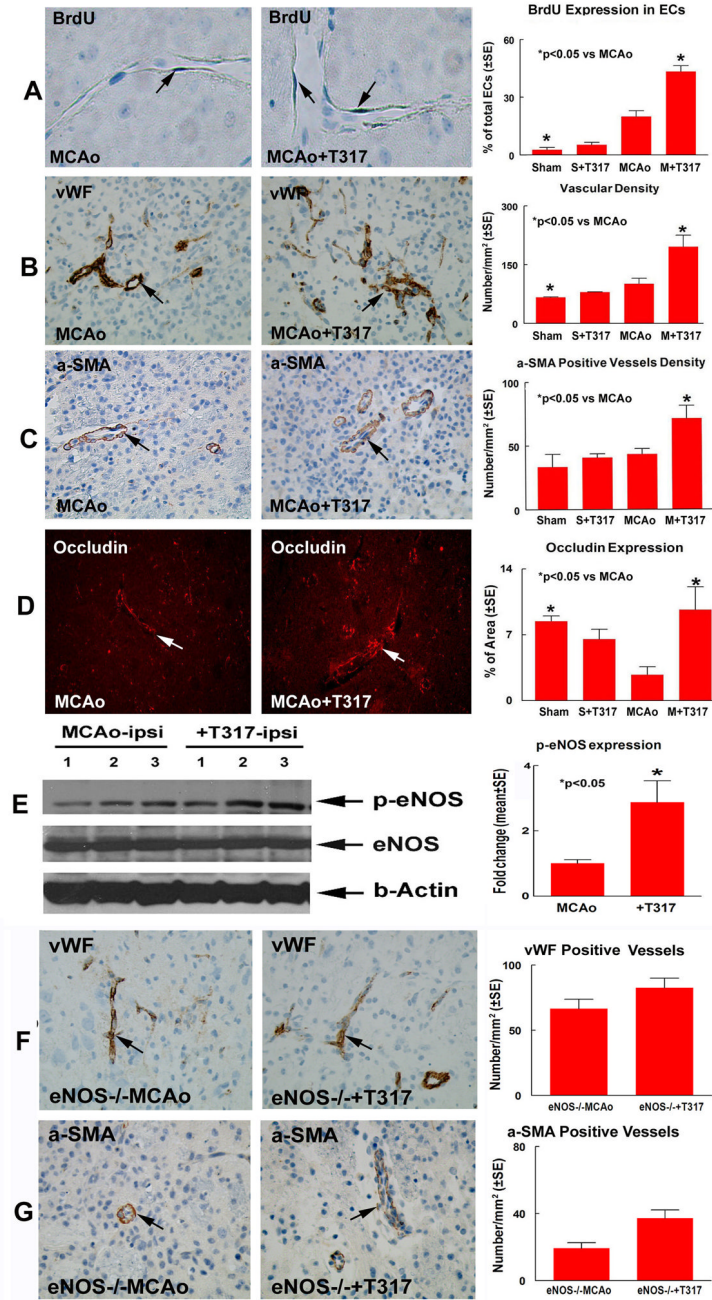 BrdU
BrdU
A
MCAo
MCAo+T317
BrdU Expression in ECs
% of total ECs (±SE)
60
30
0
*p<0.05 vs MCAo
*
*
Sham S+T317 MCAo M+T317
vWF
vWF
B
MCAo
MCAo+T317
Vascular Density
Number/mm² (±SE)
300
150
0
*p<0.05 vs MCAo
*
*
Sham S+T317 MCAo M+T317
a-SMA
a-SMA
C
MCAo
MCAo+T317
a-SMA Positive Vessels Density
Number/mm² (±SE)
100
50
0
*p<0.05 vs MCAo
*
Sham S+T317 MCAo M+T317
Occludin
Occludin
D
MCAo
MCAo+T317
Occludin Expression
% of Area (±SE)
14
7
0
*p<0.05 vs MCAo
*
*
Sham S+T317 MCAo M+T317
MCAo-ipsi +T317-ipsi
1 2 3 1 2 3
E
p-eNOS
eNOS
b-Actin
p-eNOS expression
Fold change (mean±SE)
4
2
0
*p<0.05
*
MCAo +T317
vWF
vWF
F
eNOS-/-MCAo
eNOS-/-+T317
vWF Positive Vessels
Number/mm² (±SE)
100
50
0
eNOS-/-MCAo eNOS-/-+T317
a-SMA
a-SMA
G
eNOS-/-MCAo
eNOS-/-+T317
a-SMA Positive Vessels
Number/mm² (±SE)
80
40
0
eNOS-/-MCAo eNOS-/-+T317